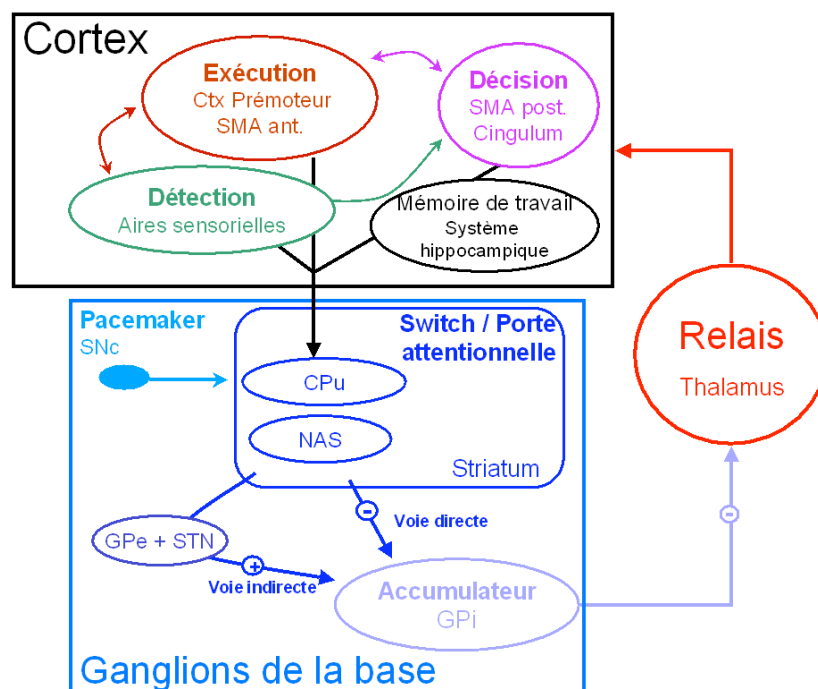 Cortex
Exécution
Ctx Prémoteur
SMA ant.
Décision
SMA post.
Cingulum
Détection
Aires sensorielles
Mémoire de travail
Système
hippocampique
Pacemaker
SNc
Switch / Porte
attentionnelle
CPu
NAS
Striatum
Relais
Thalamus
-
Voie directe
GPe + STN
+
Voie indirecte
Accumulateur
GPi
-
Ganglions de la base